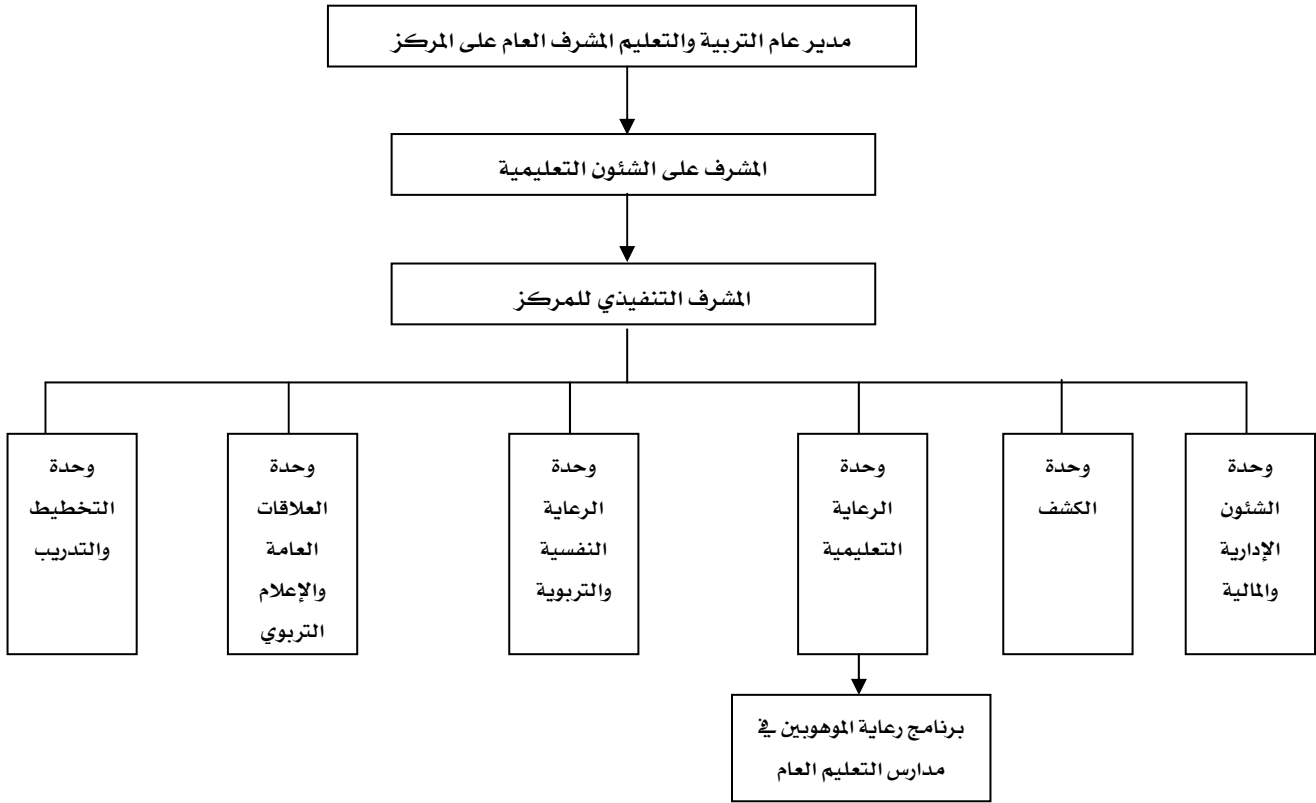 مدير عام التربية والتعليم المشرف العام على المركز
المشرف على الشئون التعليمية
المشرف التنفيذي للمركز
وحدة
الشئون
الإدارية
والمالية
وحدة
الكشف
وحدة
الرعاية
التعليمية
وحدة
الرعاية
النفسية
والتربوية
وحدة
العلاقات
العامة
والإعلام
التربوي
وحدة
التخطيط
والتدريب
برنامج رعاية الموهوبين في
مدارس التعليم العام